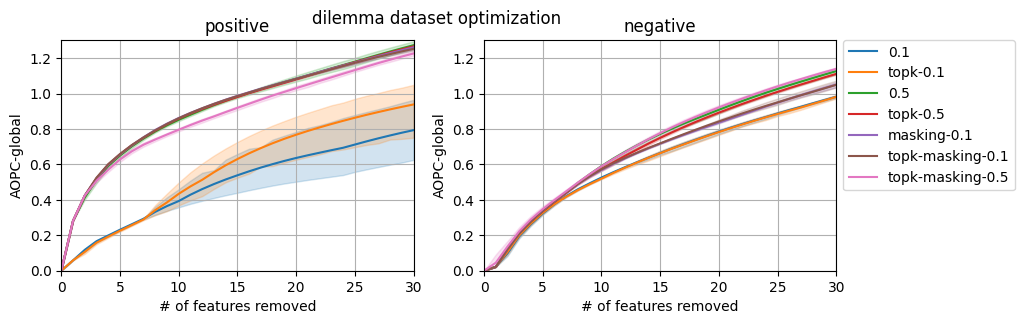 dilemma dataset optimization
positive
AOPC-global
1.2
1.0
0.8
0.6
0.4
0.2
0.0
0 5 10 15 20 25 30
# of features removed
negative
AOPC-global
1.2
1.0
0.8
0.6
0.4
0.2
0.0
0 5 10 15 20 25 30
# of features removed
0.1
topk-0.1
0.5
topk-0.5
masking-0.1
topk-masking-0.1
topk-masking-0.5